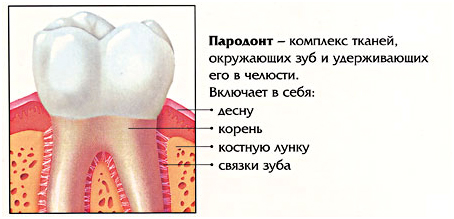 Пародонт – комплекс тканей,
окружающих зуб и удерживающих
его в челюсти.
Включает в себя:
• десну
• корень
• костную лунку
• связки зуба